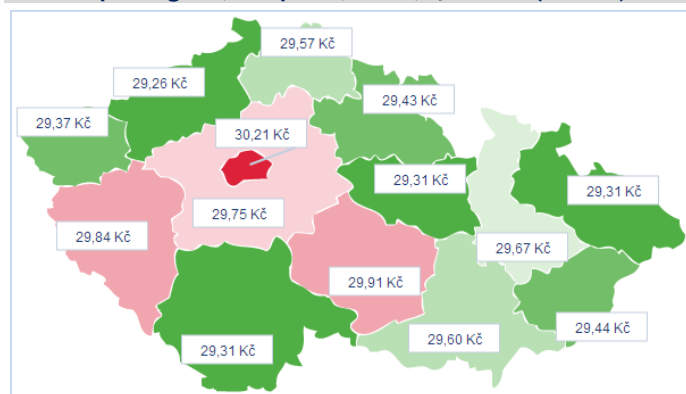 29,57 Kč
29,26 Kč
29,43 Kč
29,37 Kč
30,21 Kč
29,31 Kč
29,31 Kč
29,75 Kč
29,84 Kč
29,67 Kč
29,91 Kč
29,44 Kč
29,60 Kč
29,31 Kč